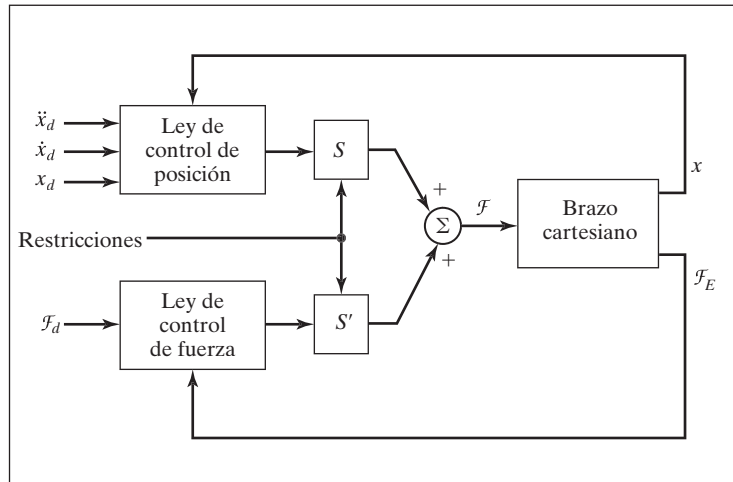 ẍ_d
ẋ_d
x_d
Ley de
control de
posición
S
x
+
Σ
ℱ
Brazo
cartesiano
+
Restricciones
ℱ_E
ℱ_d
Ley de
control
de fuerza
S′